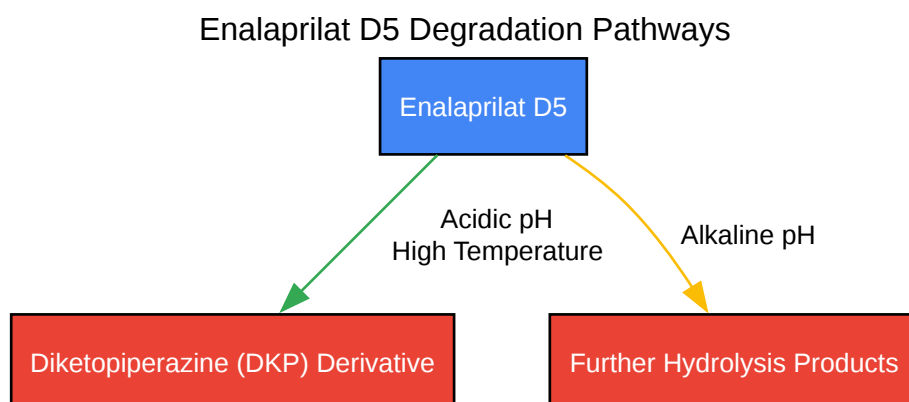 Enalaprilat D5 Degradation Pathways
Enalaprilat D5
Acidic pH
High Temperature
Alkaline pH
Diketopiperazine (DKP) Derivative
Further Hydrolysis Products